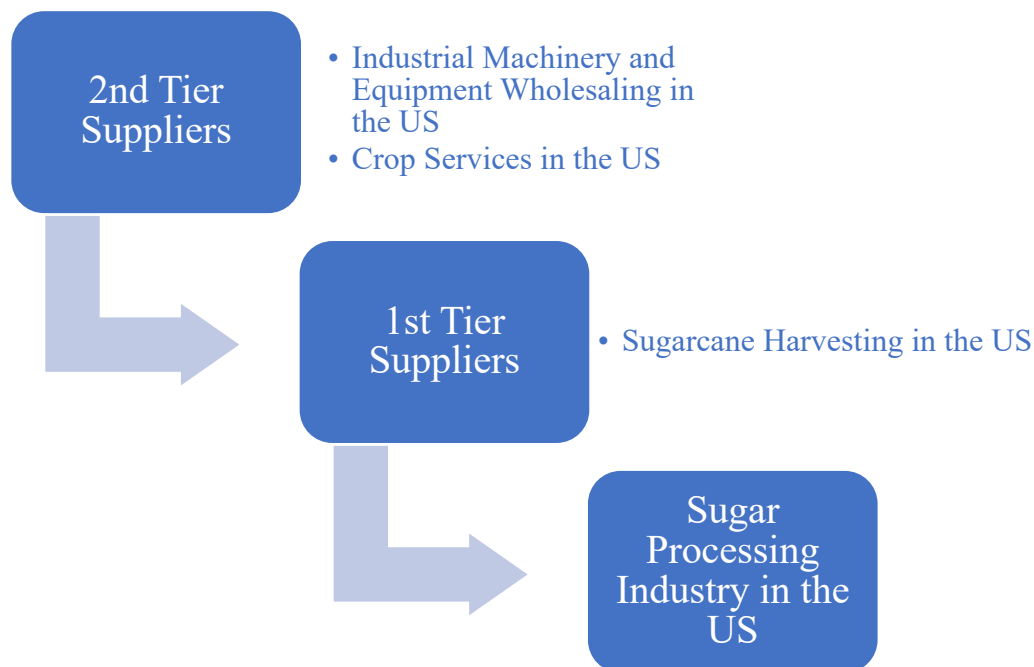 2nd Tier
Suppliers
• Industrial Machinery and
Equipment Wholesaling in
the US
• Crop Services in the US
1st Tier
Suppliers
• Sugarcane Harvesting in the US
Sugar
Processing
Industry in the
US